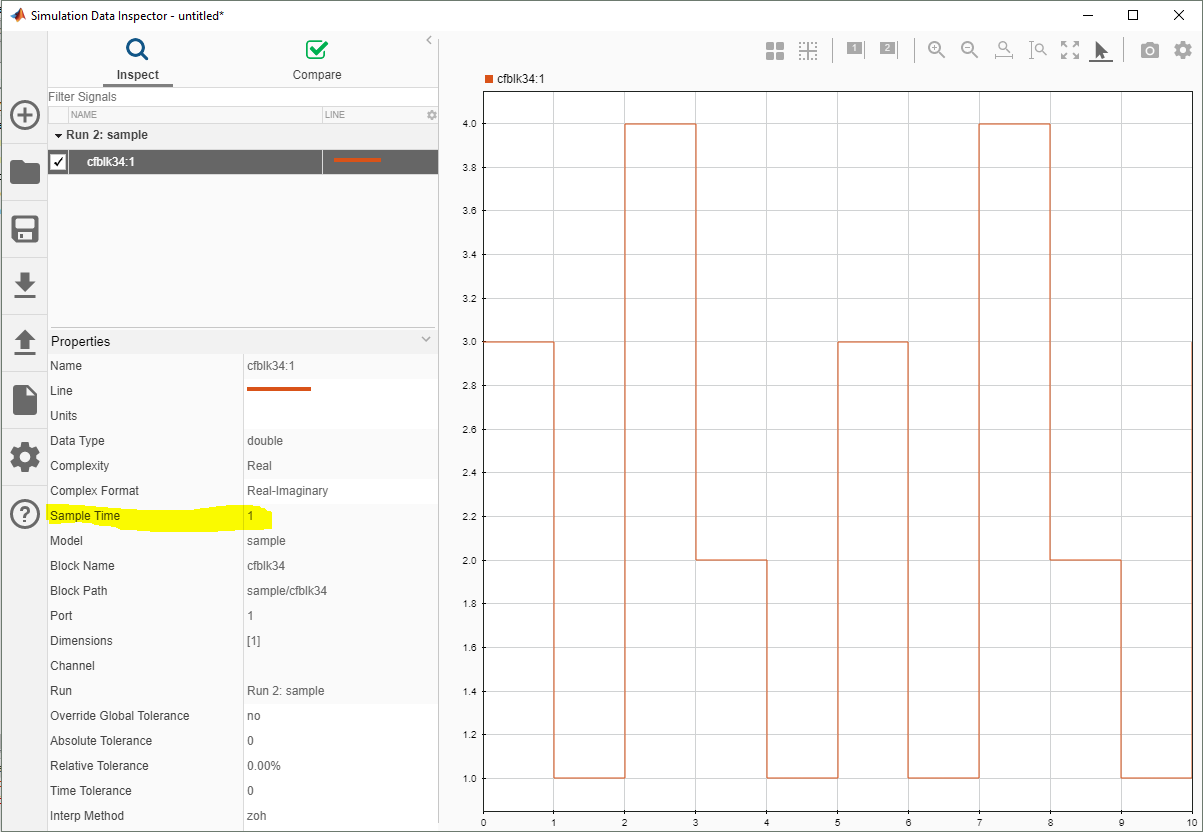 Simulation Data Inspector - untitled*
Inspect
Compare
Filter Signals
NAME
LINE
Run 2: sample
cfblk34:1
Properties
Name cfblk34:1
Line
Units
Data Type double
Complexity Real
Complex Format Real-Imaginary
Sample Time 1
Model sample
Block Name cfblk34
Block Path sample/cfblk34
Port 1
Dimensions [1]
Channel
Run Run 2: sample
Override Global Tolerance no
Absolute Tolerance 0
Relative Tolerance 0.00%
Time Tolerance 0
Interp Method zoh
1
2
cfblk34:1
4.0
3.8
3.6
3.4
3.2
3.0
2.8
2.6
2.4
2.2
2.0
1.8
1.6
1.4
1.2
1.0
0 1 2 3 4 5 6 7 8 9 10